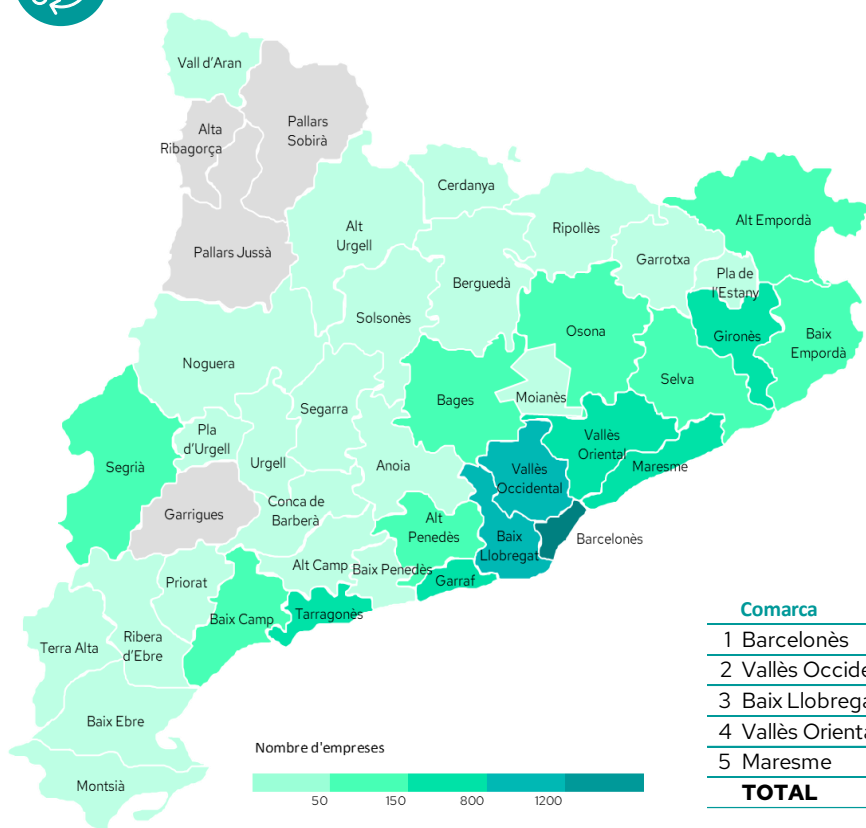 Vall d'Aran
Alta
Ribagorça
Pallars
Sobirà
Cerdanya
Alt
Urgell
Pallars Jussà
Ripollès
Alt Empordà
Garrotxa
Pla de
l'Estany
Berguedà
Solsonès
Osona
Gironès
Baix
Empordà
Noguera
Selva
Bages
Moianès
Segarra
Pla
d'Urgell
Vallès
Oriental
Segrià
Urgell
Anoia
Vallès
Occidental
Maresme
Garrigues
Conca de
Barberà
Alt
Penedès
Baix
Llobregat
Barcelonès
Alt Camp
Baix Penedès
Priorat
Garraf
Baix Camp
Tarragonès
Terra Alta
Ribera
d'Ebre
Baix Ebre
Montsià
Nombre d'empreses
50 150 800 1200
Comarca
1 Barcelonès
2 Vallès Occide
3 Baix Llobrega
4 Vallès Orienta
5 Maresme
TOTAL